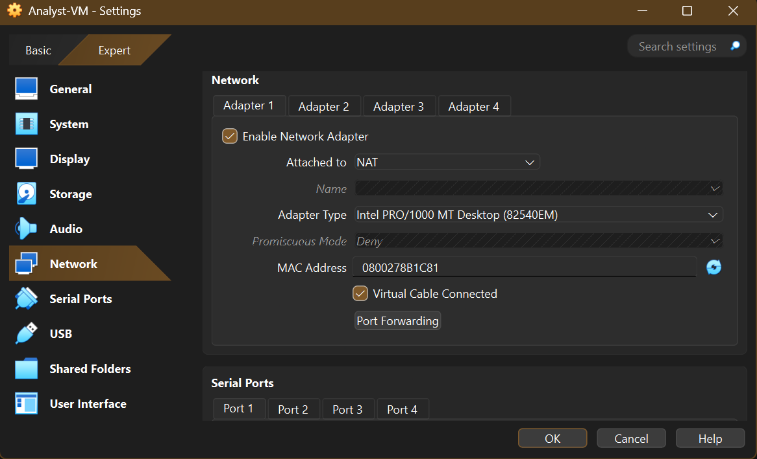 Analyst-VM - Settings
Basic Expert Search settings
General
System
Display
Storage
Audio
Network
Serial Ports
USB
Shared Folders
User Interface
Network
Adapter 1 Adapter 2 Adapter 3 Adapter 4
Enable Network Adapter
Attached to NAT
Name
Adapter Type Intel PRO/1000 MT Desktop (82540EM)
Promiscuous Mode Deny
MAC Address 0800278B1C81
Virtual Cable Connected
Port Forwarding
Serial Ports
Port 1 Port 2 Port 3 Port 4
OK Cancel Help